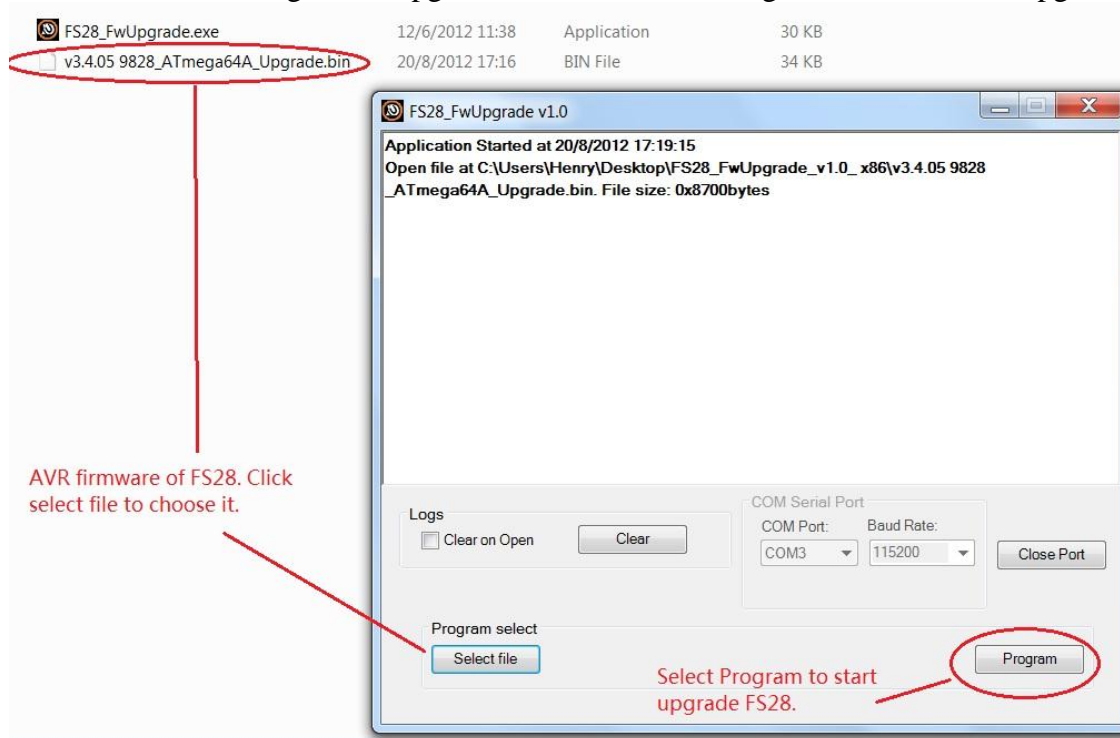 FS28_FwUpgrade.exe 12/6/2012 11:38 Application 30 KB
v3.4.05 9828_ATmega64A_Upgrade.bin 20/8/2012 17:16 BIN File 34 KB
FS28_FwUpgrade v1.0
Application Started at 20/8/2012 17:19:15
Open file at C:\Users\Henry\Desktop\FS28_FwUpgrade_v1.0_ x86\v3.4.05 9828
_ATmega64A_Upgrade.bin. File size: 0x8700bytes
AVR firmware of FS28. Click
select file to choose it.
Logs
Clear on Open
Clear
COM Serial Port
COM Port: Baud Rate:
COM3 115200
Close Port
Program select
Select file
Program
Select Program to start
upgrade FS28.